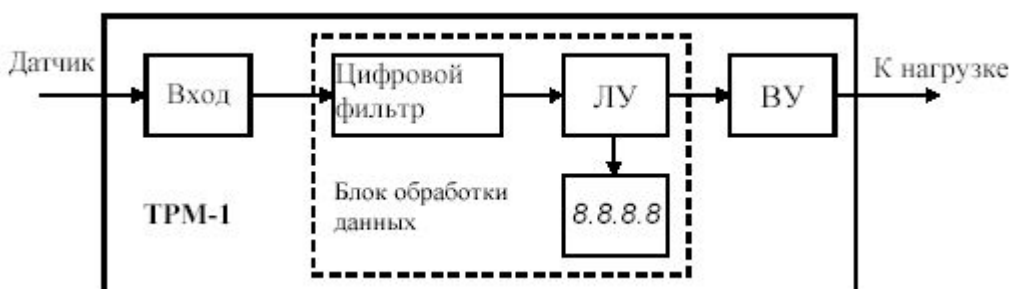 Датчик
Вход
Цифровой
фильтр
ЛУ
ВУ
К нагрузке
ТРМ-1
Блок обработки
данных
8.8.8.8